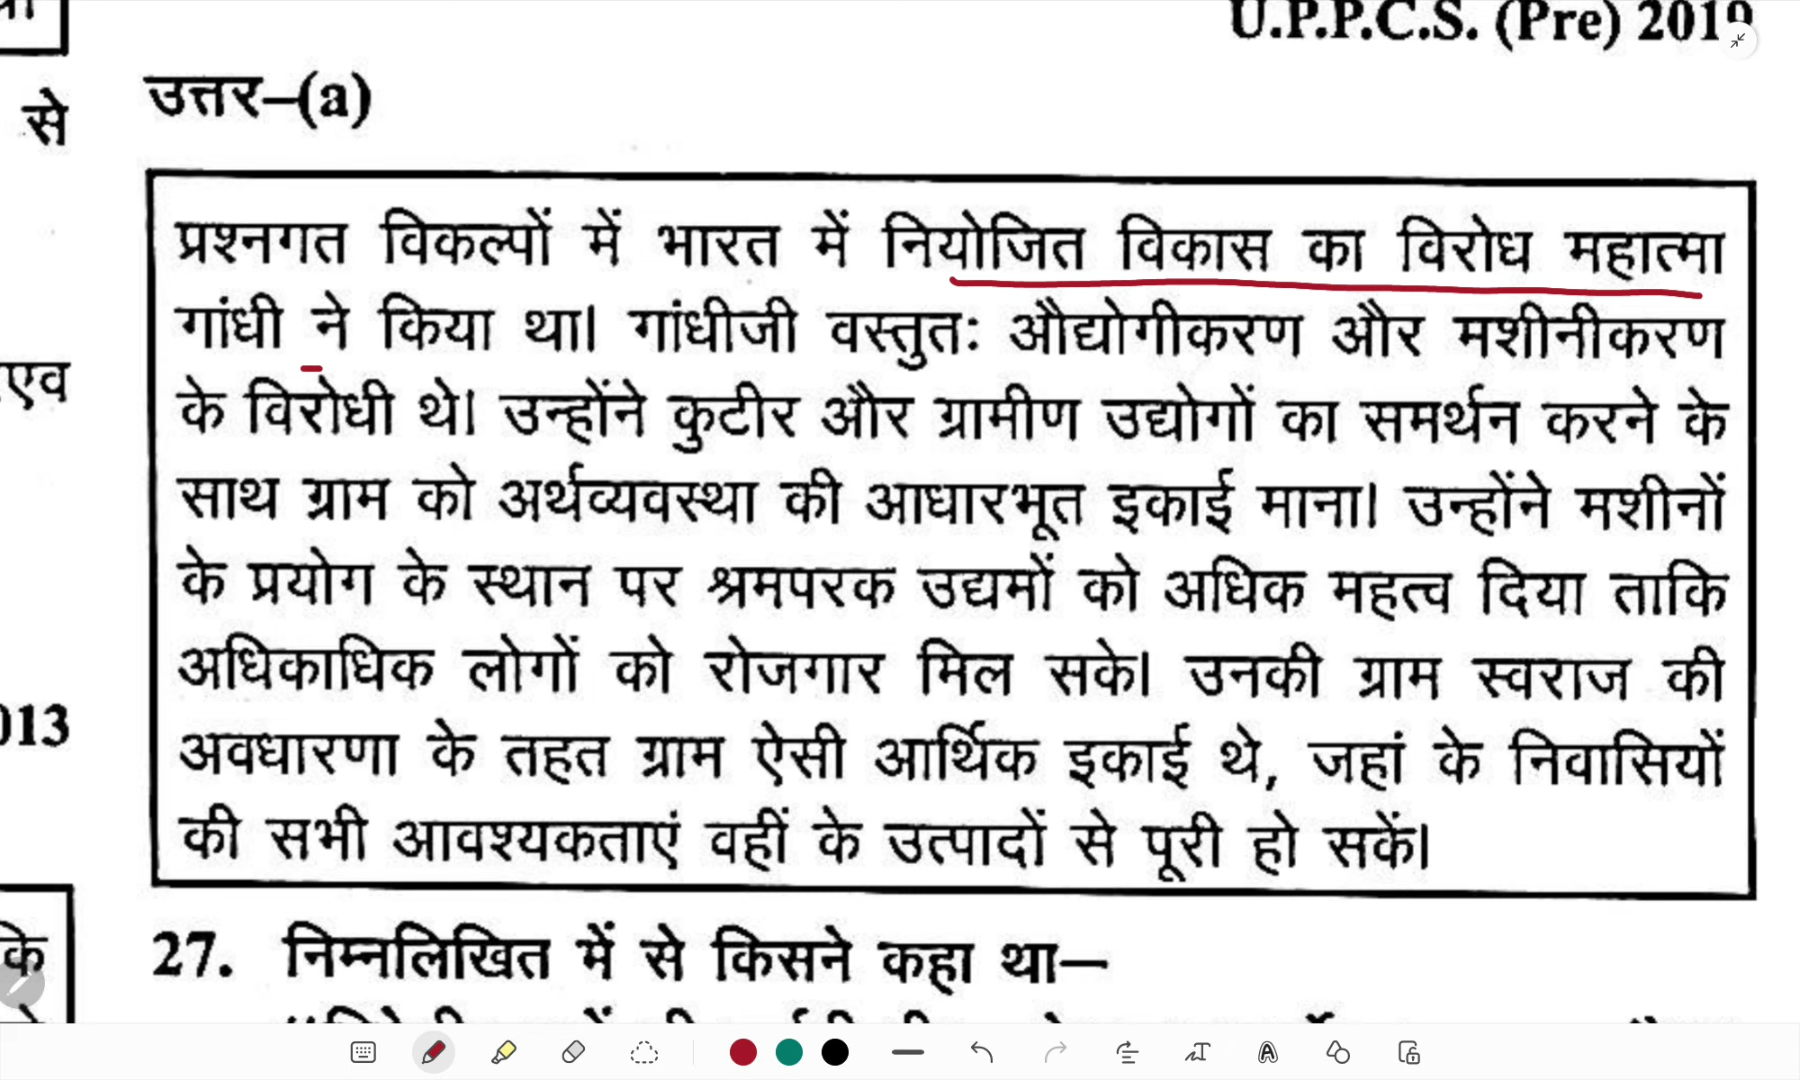 U.P.P.C.S. (Pre) 2019
उत्तर–(a)
से
प्रश्नगत विकल्पों में भारत में नियोजित विकास का विरोध महात्मा
गांधी ने किया था। गांधीजी वस्तुतः औद्योगीकरण और मशीनीकरण
के विरोधी थे। उन्होंने कुटीर और ग्रामीण उद्योगों का समर्थन करने के
साथ ग्राम को अर्थव्यवस्था की आधारभूत इकाई माना। उन्होंने मशीनों
के प्रयोग के स्थान पर श्रमपरक उद्यमों को अधिक महत्व दिया ताकि
अधिकाधिक लोगों को रोजगार मिल सके। उनकी ग्राम स्वराज की
अवधारणा के तहत ग्राम ऐसी आर्थिक इकाई थे, जहां के निवासियों
की सभी आवश्यकताएं वहीं के उत्पादों से पूरी हो सकें।
013
27. निम्नलिखित में से किसने कहा था—